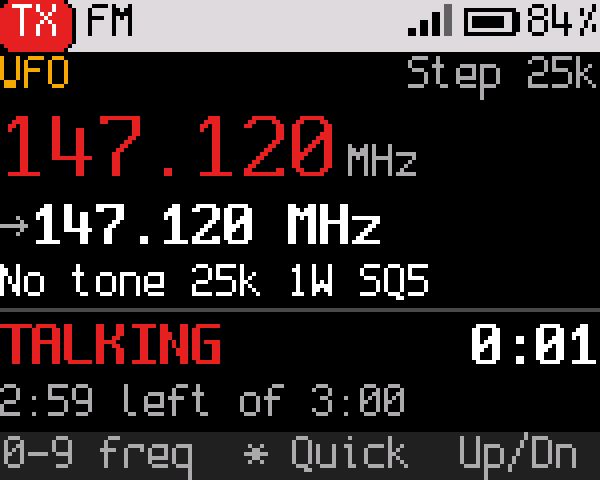 TX FM 84%
VFO Step 25k
147.120 MHz
→147.120 MHz
No tone 25k 1W SQ5
TALKING 0:01
2:59 left of 3:00
0-9 freq * Quick Up/Dn